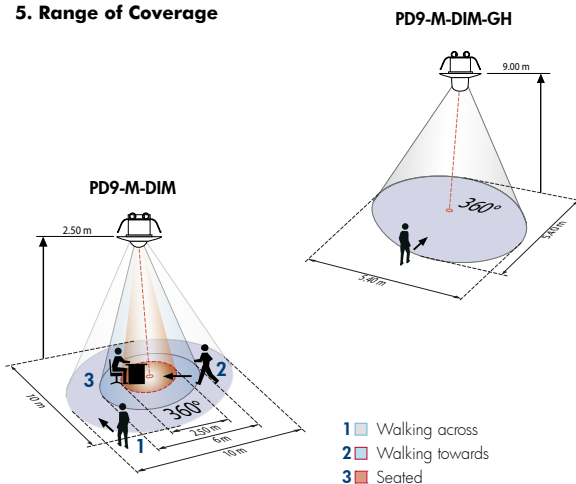 5. Range of Coverage
PD9-M-DIM-GH
9.00 m
360°
5.40 m
5.40 m
PD9-M-DIM
2.50 m
3
2
360°
1
10 m
2.50 m
6 m
10 m
1 Walking across
2 Walking towards
3 Seated